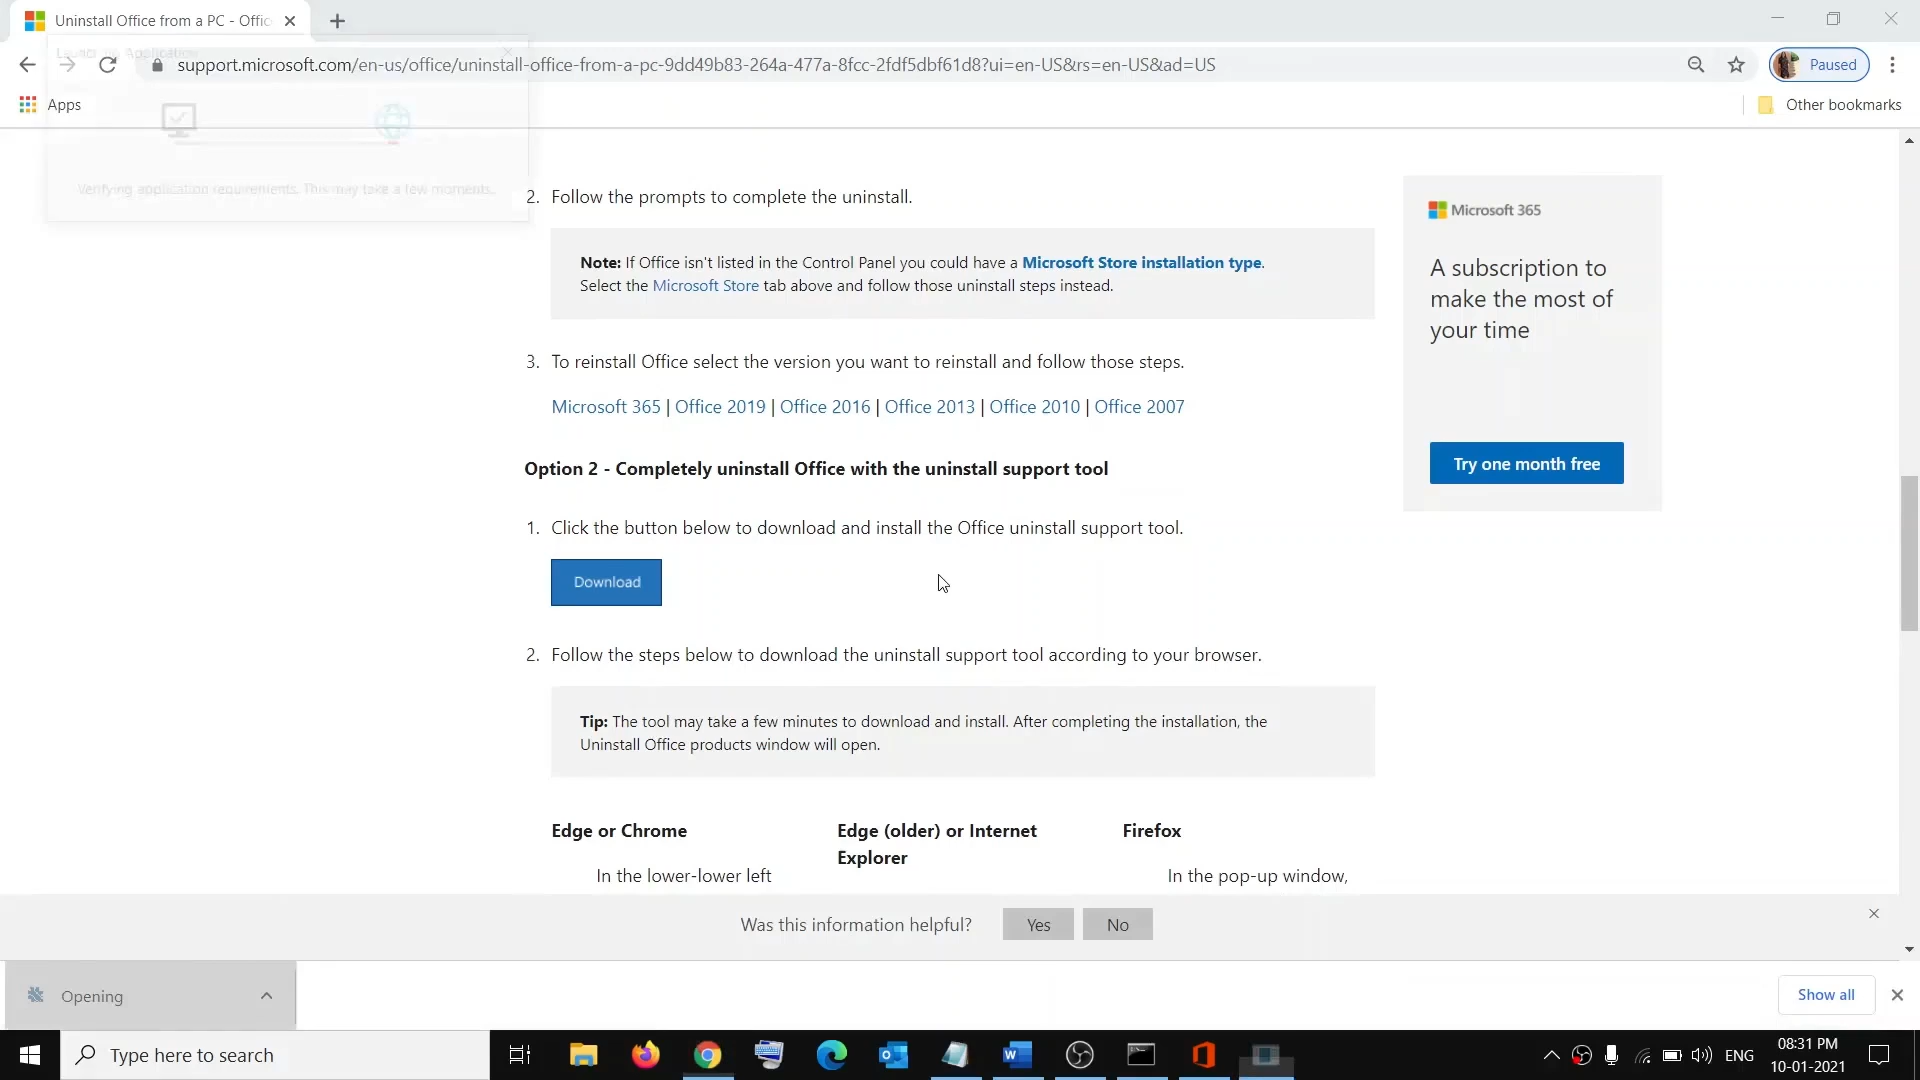 Uninstall Office from a PC - Offic
Launching Application
support.microsoft.com/en-us/office/uninstall-office-from-a-pc-9dd49b83-264a-477a-8fcc-2fdf5dbf61d8?ui=en-US&rs=en-US&ad=US
Paused
Apps
Other bookmarks
Verifying application requirements. This may take a few moments.
2. Follow the prompts to complete the uninstall.
Note: If Office isn't listed in the Control Panel you could have a Microsoft Store installation type.
Select the Microsoft Store tab above and follow those uninstall steps instead.
3. To reinstall Office select the version you want to reinstall and follow those steps.
Microsoft 365 | Office 2019 | Office 2016 | Office 2013 | Office 2010 | Office 2007
Microsoft 365
A subscription to
make the most of
your time
Try one month free
Option 2 - Completely uninstall Office with the uninstall support tool
1. Click the button below to download and install the Office uninstall support tool.
Download
2. Follow the steps below to download the uninstall support tool according to your browser.
Tip: The tool may take a few minutes to download and install. After completing the installation, the
Uninstall Office products window will open.
Edge or Chrome
In the lower-lower left
Edge (older) or Internet
Explorer
Firefox
In the pop-up window,
Was this information helpful?
Yes
No
Opening
Show all
Type here to search
ENG
08:31 PM
10-01-2021